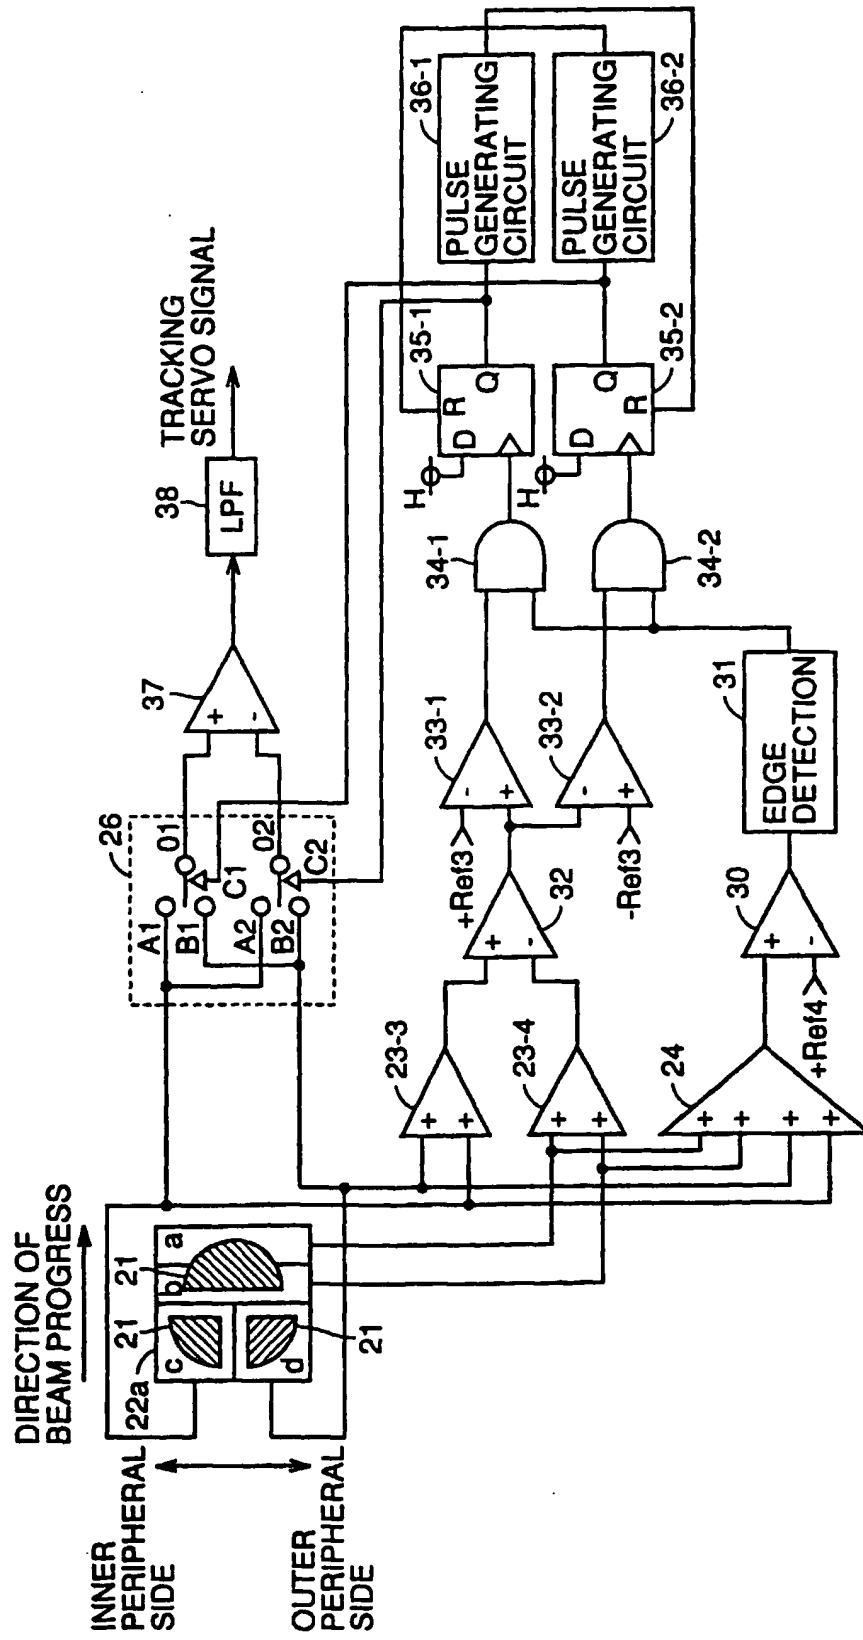 DIRECTION OF
BEAM PROGRESS
INNER
PERIPHERAL
SIDE
OUTER
PERIPHERAL
SIDE
22a
21
21
21
a
b
c
d
26
A1
B1
A2
B2
01
02
C1
C2
37
+
-
38
LPF
TRACKING
SERVO SIGNAL
23-3
+
+
23-4
+
+
24
+
+
+
+
32
+
-
+Ref3
-Ref3
33-1
-
+
33-2
-
+
30
+
-
+Ref4
31
EDGE
DETECTION
34-1
34-2
H
D
R
Q
35-1
H
D
R
Q
35-2
36-1
PULSE
GENERATING
CIRCUIT
36-2
PULSE
GENERATING
CIRCUIT